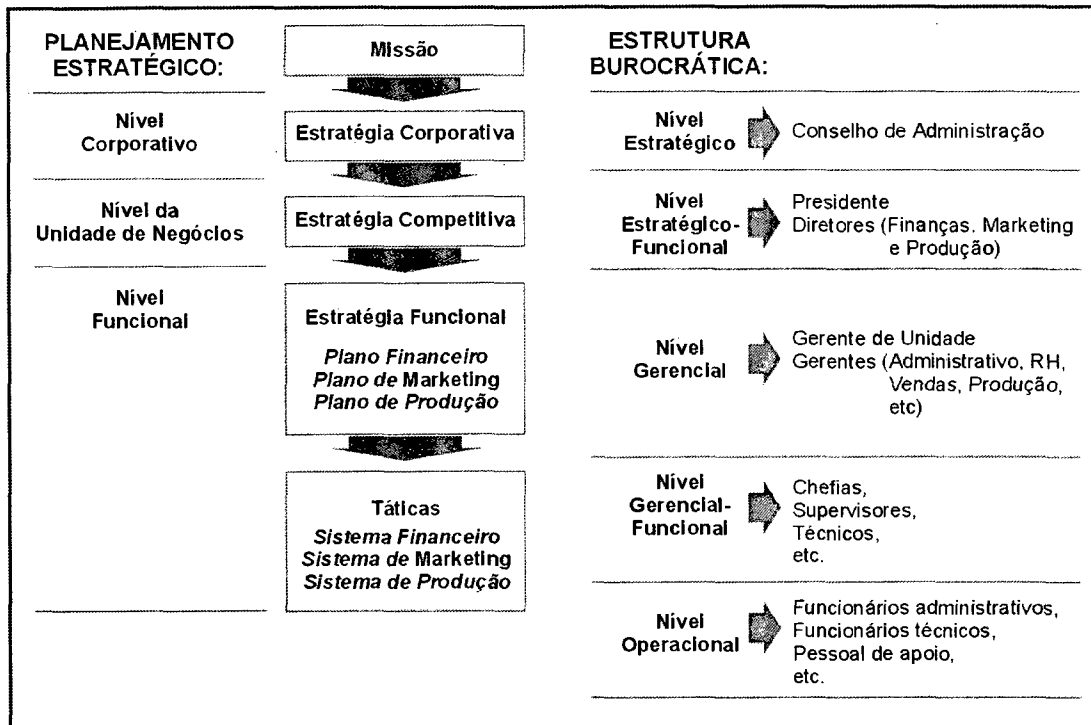 PLANEJAMENTO
ESTRATÉGICO:
Nível
Corporativo
Nível da
Unidade de Negócios
Nível
Funcional
Missão
Estratégia Corporativa
Estratégia Competitiva
Estratégia Funcional
Plano Financeiro
Plano de Marketing
Plano de Produção
Táticas
Sistema Financeiro
Sistema de Marketing
Sistema de Produção
ESTRUTURA
BUROCRÁTICA:
Nível
Estratégico
Conselho de Administração
Nível
Estratégico-
Funcional
Presidente
Diretores (Finanças. Marketing
e Produção)
Nível
Gerencial
Gerente de Unidade
Gerentes (Administrativo, RH,
Vendas, Produção,
etc)
Nível
Gerencial-
Funcional
Chefias,
Supervisores,
Técnicos,
etc.
Nível
Operacional
Funcionários administrativos,
Funcionários técnicos,
Pessoal de apoio,
etc.